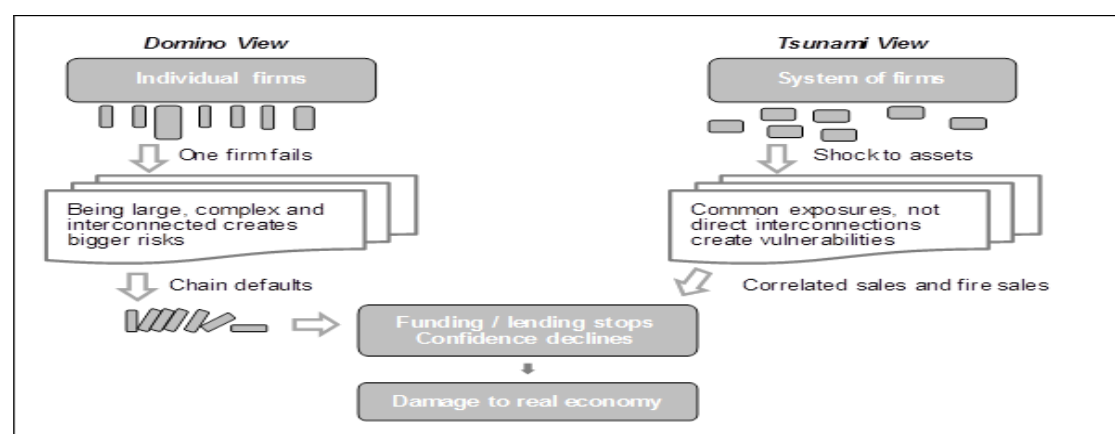 Domino View
Individual firms
One firm fails
Being large, complex and
interconnected creates
bigger risks
Chain defaults
Tsunami View
System of firms
Shock to assets
Common exposures, not
direct interconnections
create vulnerabilities
Correlated sales and fire sales
Funding / lending stops
Confidence declines
Damage to real economy